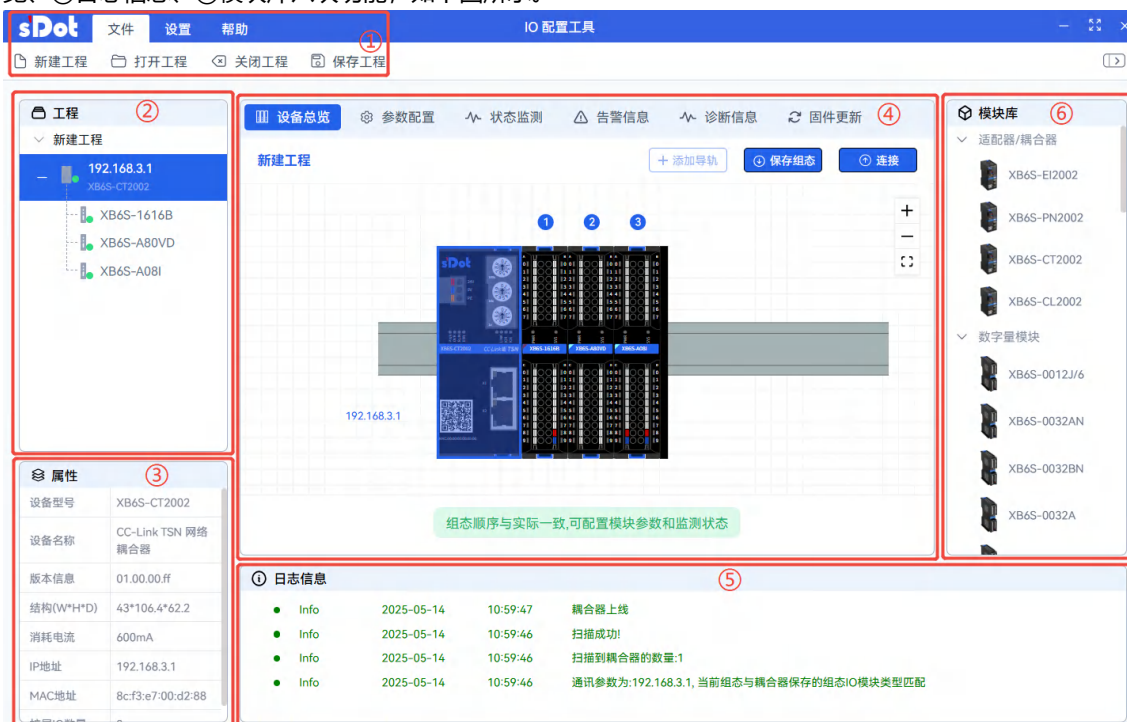 sDot 文件 设置 帮助 IO 配置工具
①
新建工程 打开工程 关闭工程 保存工程
工程 ②
新建工程
192.168.3.1
XB6S-CT2002
XB6S-1616B
XB6S-A80VD
XB6S-A08I
属性 ③
设备型号 XB6S-CT2002
设备名称 CC-Link TSN 网络
耦合器
版本信息 01.00.00.ff
结构(W*H*D) 43*106.4*62.2
消耗电流 600mA
IP地址 192.168.3.1
MAC地址 8c:f3:e7:00:d2:88
设备总览 参数配置 状态监测 告警信息 诊断信息 固件更新 ④
新建工程 + 添加导轨 保存组态 连接
1 2 3
sDot
XB6S-CT2002 CC-Link IE TSN XB6S-1616B XB6S-A80VD XB6S-A08I
192.168.3.1
组态顺序与实际一致,可配置模块参数和监测状态
日志信息 ⑤
Info 2025-05-14 10:59:47 耦合器上线
Info 2025-05-14 10:59:46 扫描成功!
Info 2025-05-14 10:59:46 扫描到耦合器的数量:1
Info 2025-05-14 10:59:46 通讯参数为:192.168.3.1, 当前组态与耦合器保存的组态IO模块类型匹配
模块库 ⑥
适配器/耦合器
XB6S-EI2002
XB6S-PN2002
XB6S-CT2002
XB6S-CL2002
数字量模块
XB6S-0012J/6
XB6S-0032AN
XB6S-0032BN
XB6S-0032A